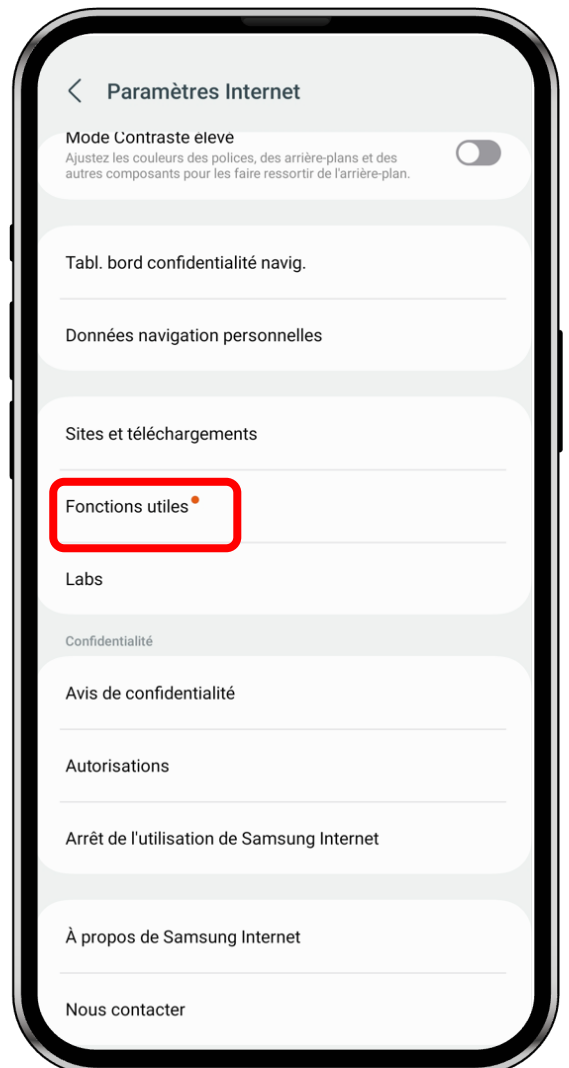 Paramètres Internet
Mode Contraste élevé
Ajustez les couleurs des polices, des arrière-plans et des
autres composants pour les faire ressortir de l'arrière-plan.
Tabl. bord confidentialité navig.
Données navigation personnelles
Sites et téléchargements
Fonctions utiles
Labs
Confidentialité
Avis de confidentialité
Autorisations
Arrêt de l'utilisation de Samsung Internet
À propos de Samsung Internet
Nous contacter